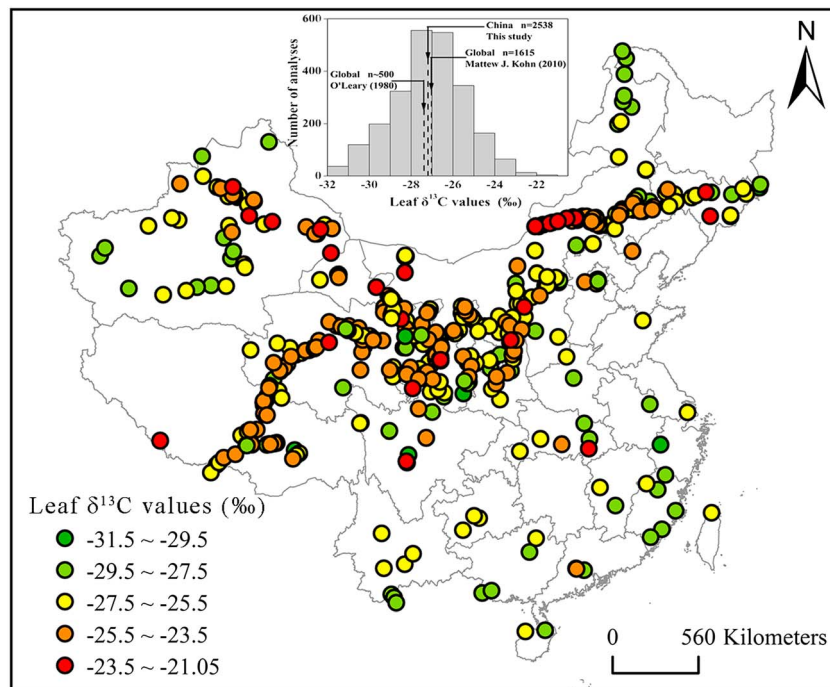 N
600
400
200
0
Number of analyses
China n=2538
This study
Global n=1615
Mattew J. Kohn (2010)
Global n~500
O'Leary (1980)
-32 -30 -28 -26 -24 -22
Leaf δ¹³C values (‰)
Leaf δ¹³C values (‰)
-31.5 ~ -29.5
-29.5 ~ -27.5
-27.5 ~ -25.5
-25.5 ~ -23.5
-23.5 ~ -21.05
0 560 Kilometers